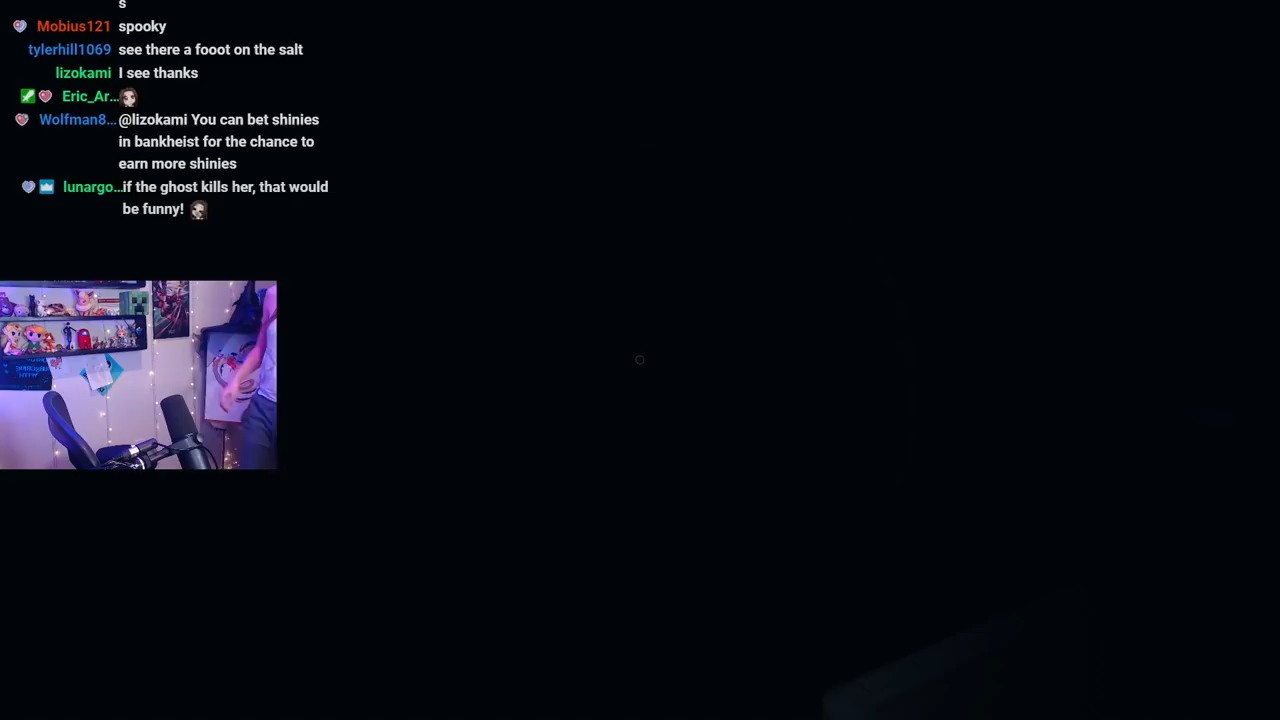 s
Mobius121 spooky
tylerhill1069 see there a fooot on the salt
lizokami I see thanks
Eric_Ar...
Wolfman8... @lizokami You can bet shinies
in bankheist for the chance to
earn more shinies
lunargo... if the ghost kills her, that would
be funny!